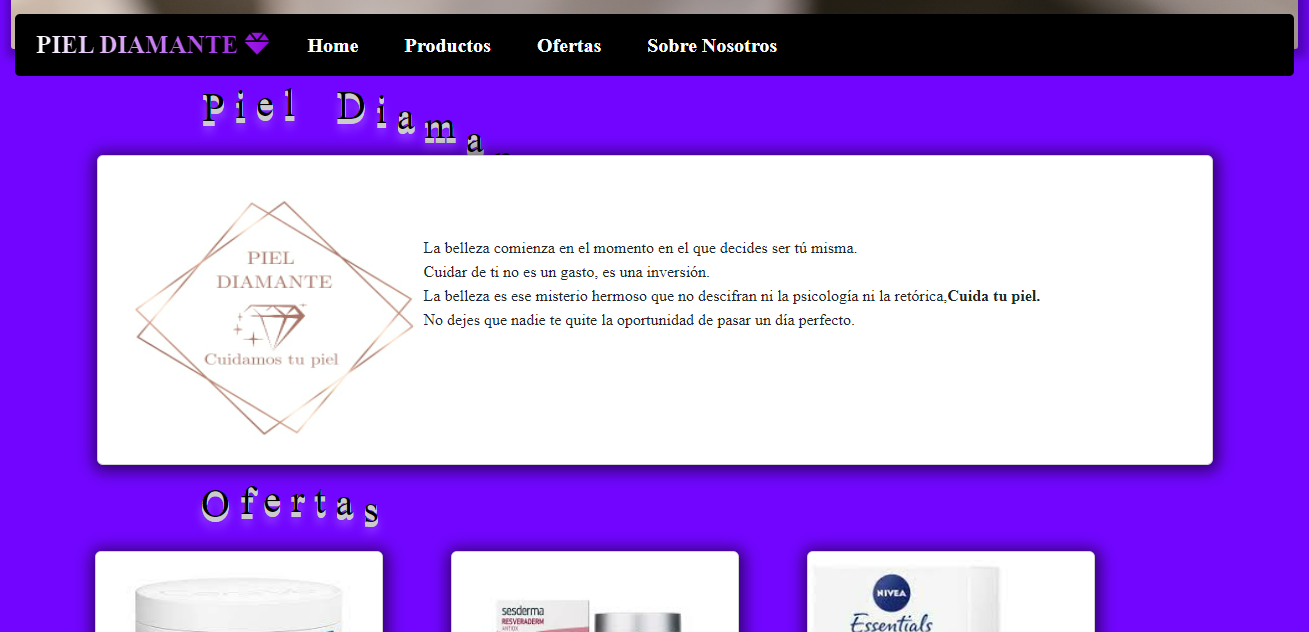 PIEL DIAMANTE Home Productos Ofertas Sobre Nosotros
Piel Diama
La belleza comienza en el momento en el que decides ser tú misma.
Cuidar de ti no es un gasto, es una inversión.
La belleza es ese misterio hermoso que no descifran ni la psicología ni la retórica,Cuida tu piel.
No dejes que nadie te quite la oportunidad de pasar un día perfecto.
PIEL
DIAMANTE
Cuidamos tu piel
Ofertas
sesderma
RESVERADERM
ANTIOX
NIVEA
Essentials